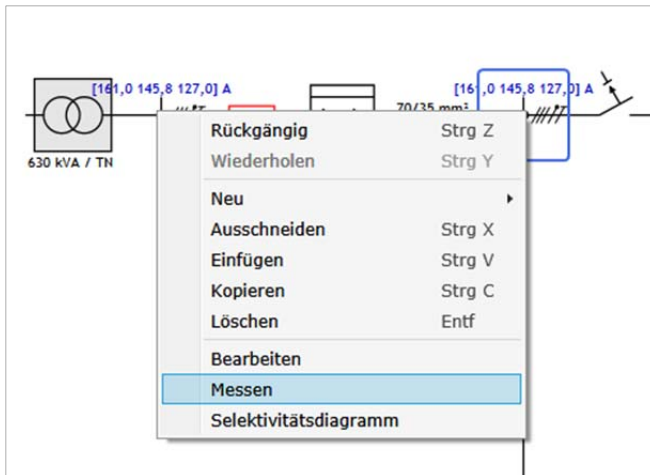 [161,0 145,8 127,0] A
[161,0 145,8 127,0] A
70/35 mm²
630 kVA / TN
Rückgängig Strg Z
Wiederholen Strg Y
Neu
Ausschneiden Strg X
Einfügen Strg V
Kopieren Strg C
Löschen Entf
Bearbeiten
Messen
Selektivitätsdiagramm